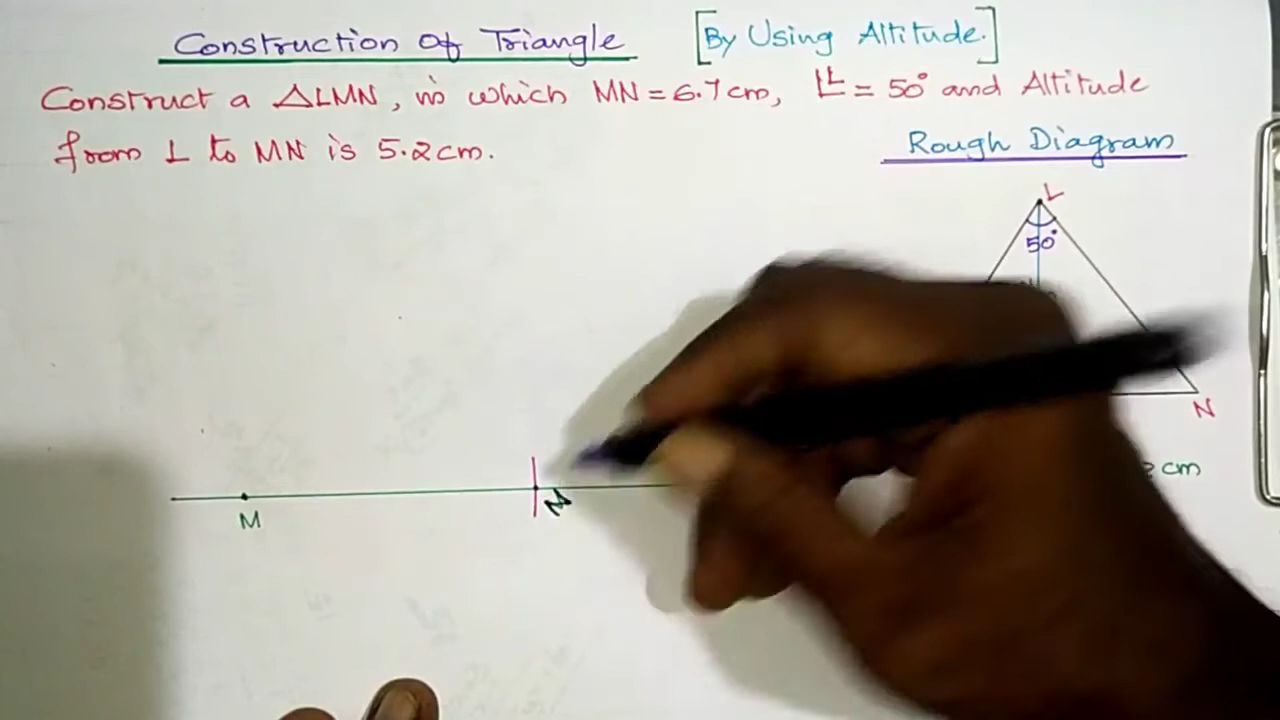 Construction Of Triangle [By Using Altitude.]
Construct a △LMN, in which MN = 6.7cm, ∠L = 50° and Altitude
from L to MN is 5.2cm.
Rough Diagram
L
50°
N
cm
M
N